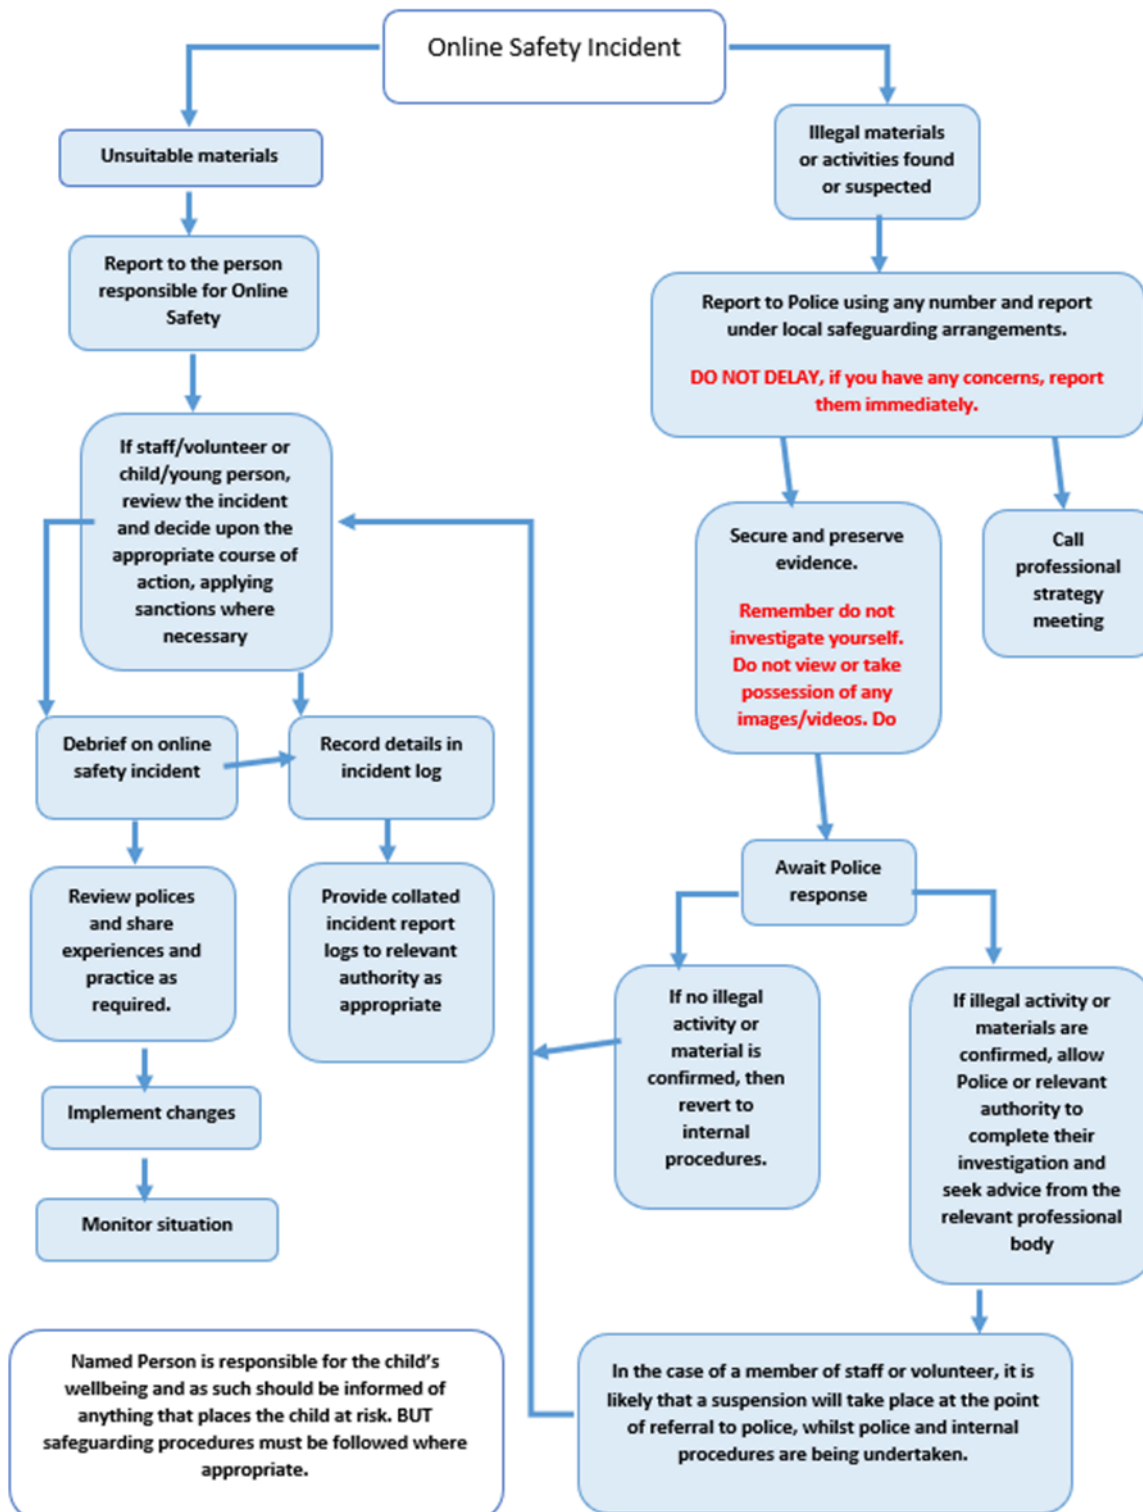 Online Safety Incident
Unsuitable materials
Report to the person
responsible for Online
Safety
If staff/volunteer or
child/young person,
review the incident
and decide upon the
appropriate course of
action, applying
sanctions where
necessary
Debrief on online
safety incident
Record details in
incident log
Review polices
and share
experiences and
practice as
required.
Provide collated
incident report
logs to relevant
authority as
appropriate
Implement changes
Monitor situation
Named Person is responsible for the child's
wellbeing and as such should be informed of
anything that places the child at risk. BUT
safeguarding procedures must be followed where
appropriate.
Illegal materials
or activities found
or suspected
Report to Police using any number and report
under local safeguarding arrangements.
DO NOT DELAY, if you have any concerns, report
them immediately.
Secure and preserve
evidence.
Remember do not
investigate yourself.
Do not view or take
possession of any
images/videos. Do
Call
professional
strategy
meeting
Await Police
response
If no illegal
activity or
material is
confirmed, then
revert to
internal
procedures.
If illegal activity or
materials are
confirmed, allow
Police or relevant
authority to
complete their
investigation and
seek advice from the
relevant professional
body
In the case of a member of staff or volunteer, it is
likely that a suspension will take place at the point
of referral to police, whilst police and internal
procedures are being undertaken.